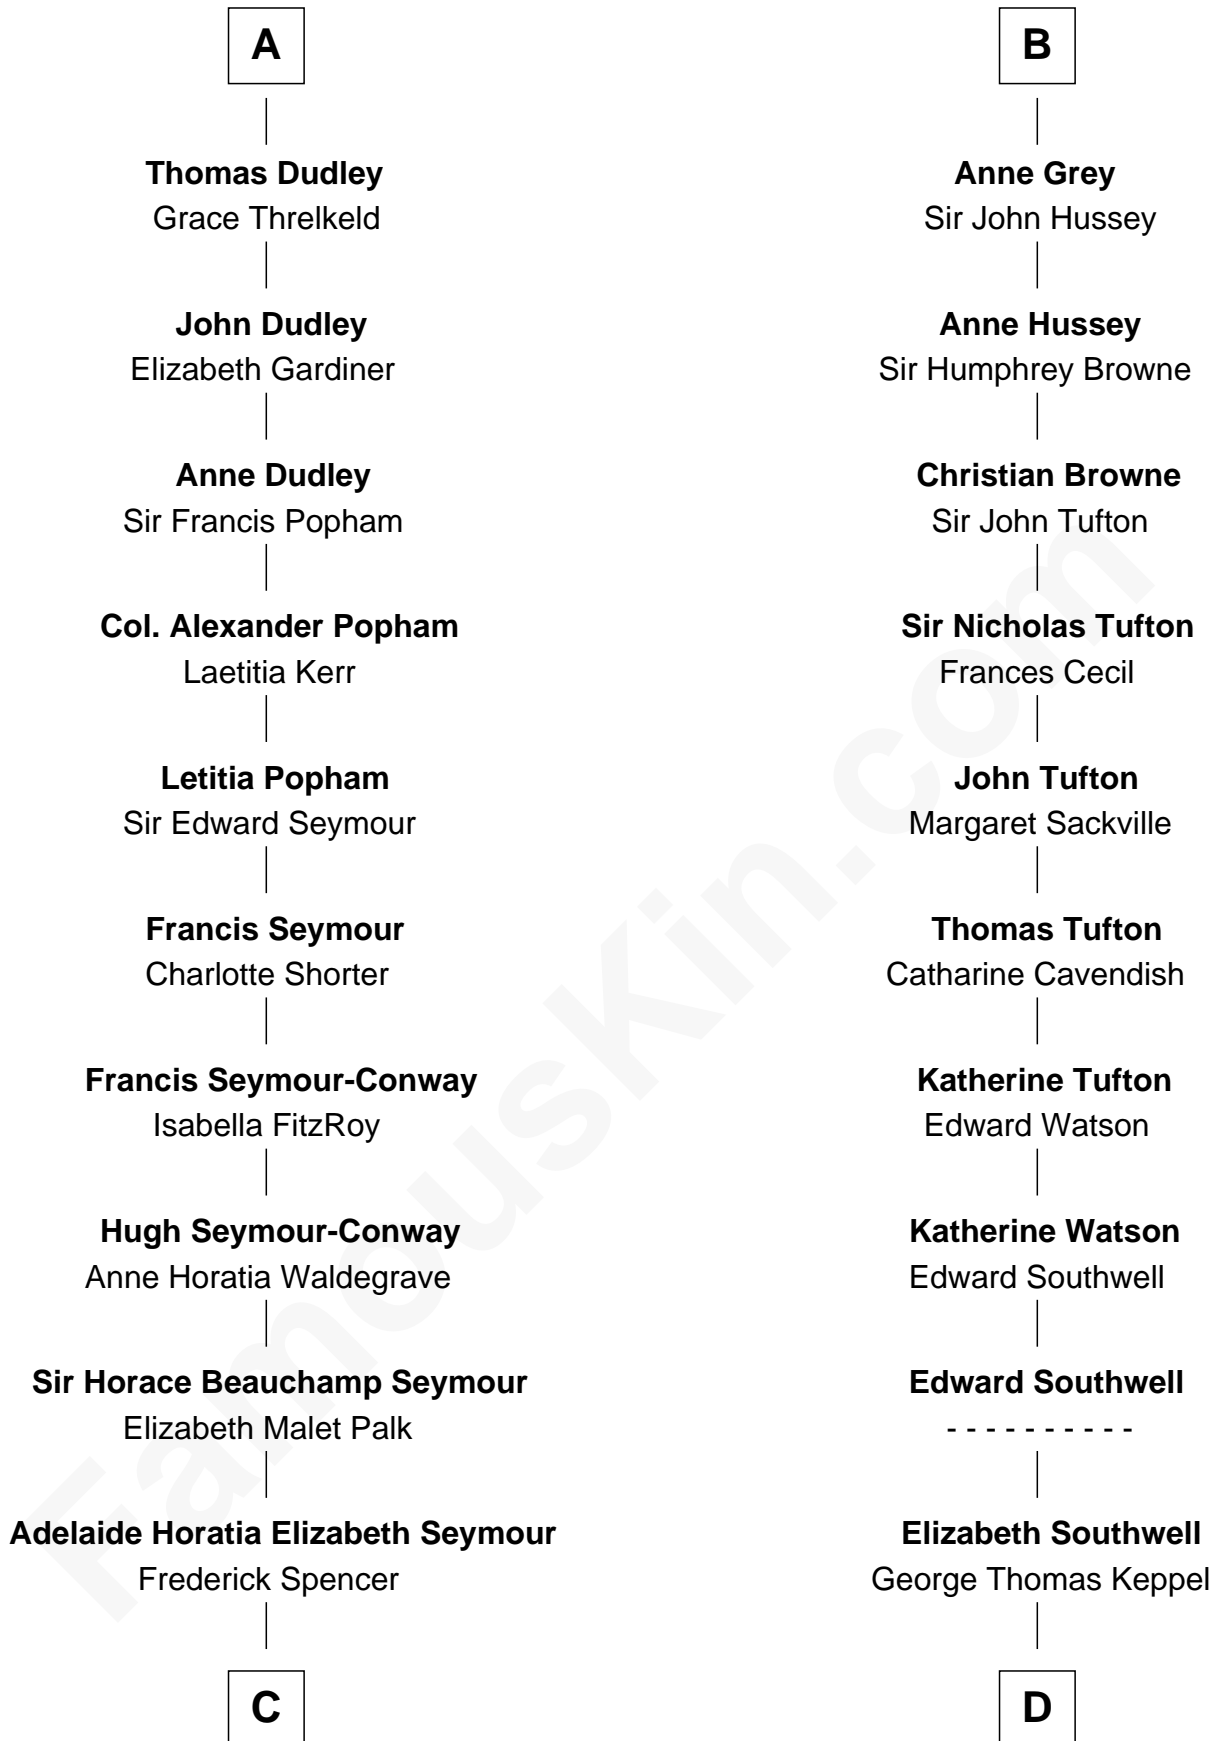 A
Thomas Dudley
Grace Threlkeld
John Dudley
Elizabeth Gardiner
Anne Dudley
Sir Francis Popham
Col. Alexander Popham
Laetitia Kerr
Letitia Popham
Sir Edward Seymour
Francis Seymour
Charlotte Shorter
Francis Seymour-Conway
Isabella FitzRoy
Hugh Seymour-Conway
Anne Horatia Waldegrave
Sir Horace Beauchamp Seymour
Elizabeth Malet Palk
Adelaide Horatia Elizabeth Seymour
Frederick Spencer
C
B
Anne Grey
Sir John Hussey
Anne Hussey
Sir Humphrey Browne
Christian Browne
Sir John Tufton
Sir Nicholas Tufton
Frances Cecil
John Tufton
Margaret Sackville
Thomas Tufton
Catharine Cavendish
Katherine Tufton
Edward Watson
Katherine Watson
Edward Southwell
Edward Southwell
- - - - - - - - - -
Elizabeth Southwell
George Thomas Keppel
D
FamousKin.com